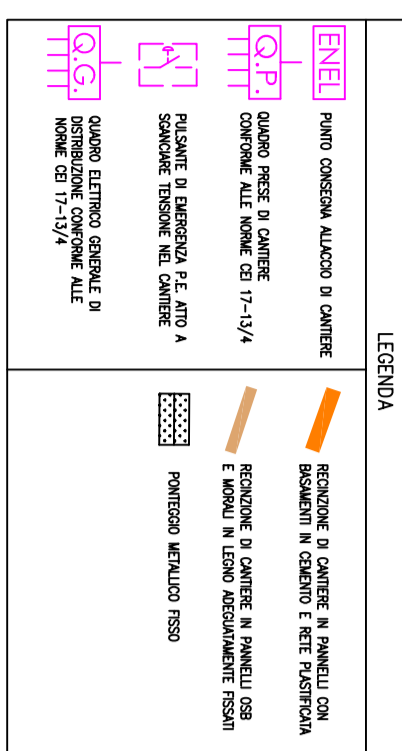 LEGENDA
ENEL
PUNTO CONSEGNA ALLACCIO DI CANTIERE
Q.P.
QUADRO PRESE DI CANTIERE
CONFORME ALLE NORME CEI 17-13/4
PULSANTE DI EMERGENZA P.E. ATTO A
SGANCIARE TENSIONE NEL CANTIERE
Q.G.
QUADRO ELETTRICO GENERALE DI
DISTRIBUZIONE CONFORME ALLE
NORME CEI 17-13/4
RECINZIONE DI CANTIERE IN PANNELLI CON
BASAMENTI IN CEMENTO E RETE PLASTIFICATA
RECINZIONE DI CANTIERE IN PANNELLI OSB
E MORALI IN LEGNO ADEGUATAMENTE FISSATI
PONTEGGIO METALLICO FISSO